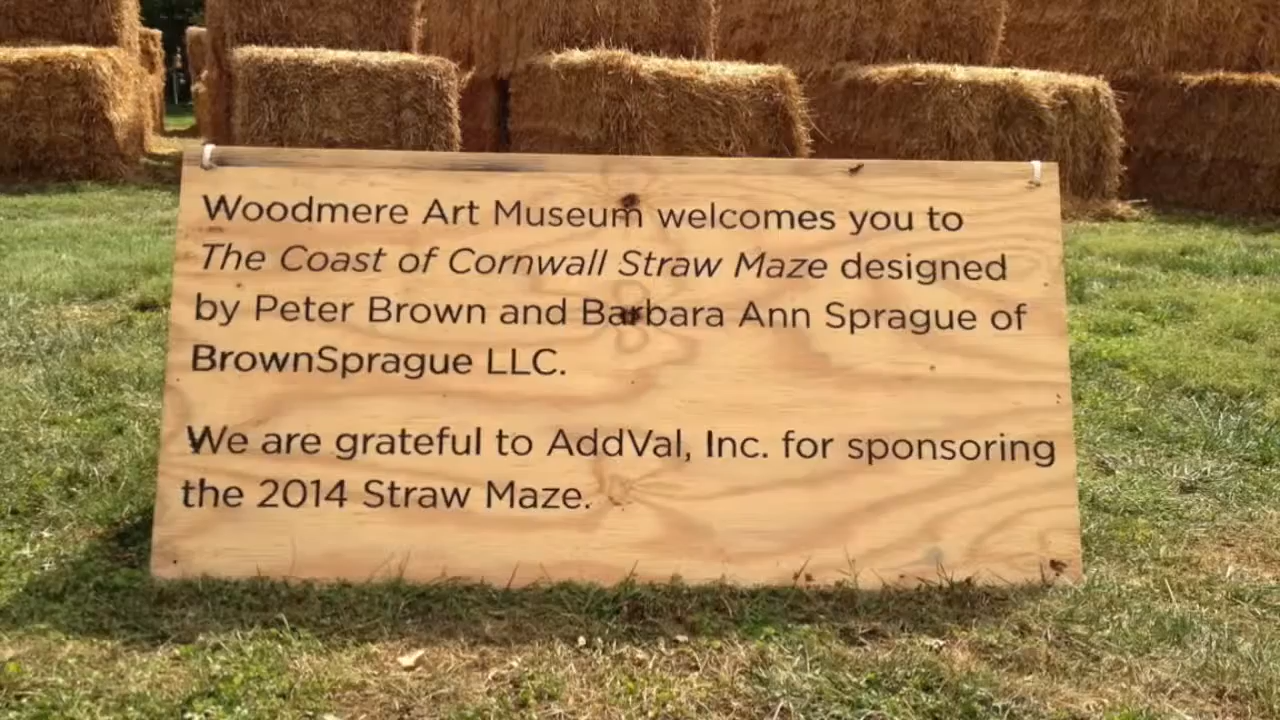 Woodmere Art Museum welcomes you to
The Coast of Cornwall Straw Maze designed
by Peter Brown and Barbara Ann Sprague of
BrownSprague LLC.
We are grateful to AddVal, Inc. for sponsoring
the 2014 Straw Maze.